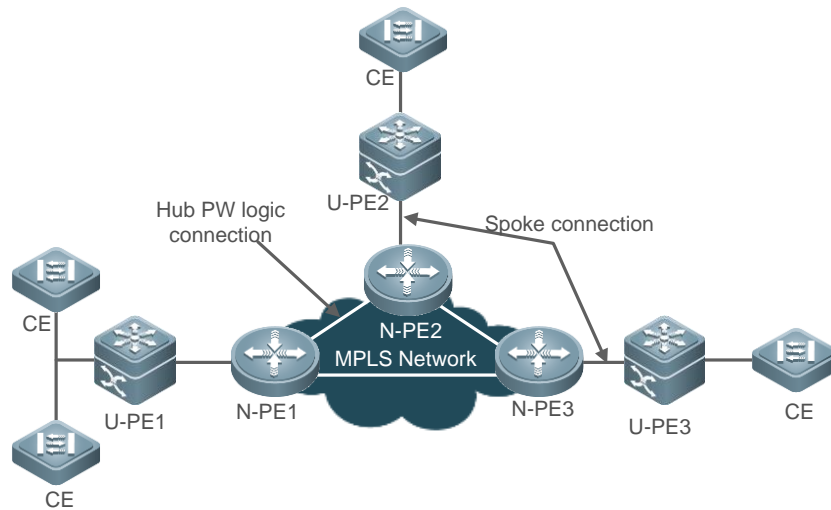 CE
U-PE2
Hub PW logic
connection
Spoke connection
CE
N-PE2
MPLS Network
N-PE1
N-PE3
U-PE1
U-PE3
CE
CE